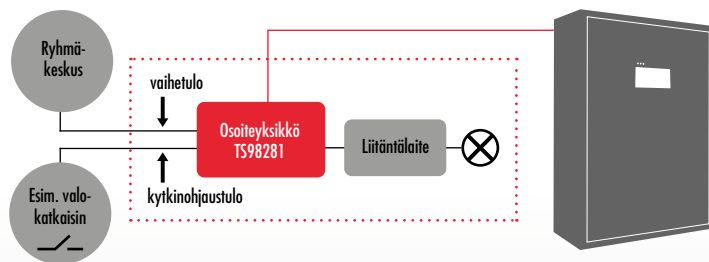 Ryhmä-
keskus
vaihetulo
Osoiteyksikkö
TS98281
Liitäntälaite
kytkinohjaustulo
Esim. valo-
katkaisin